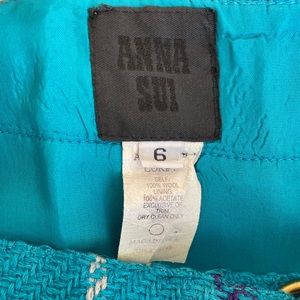 ANNA
SUI
6
SELF:
100% WOOL
LINING:
100% ACETATE
EXCLUSIVE OF
TRIM
DRY CLEAN ONLY